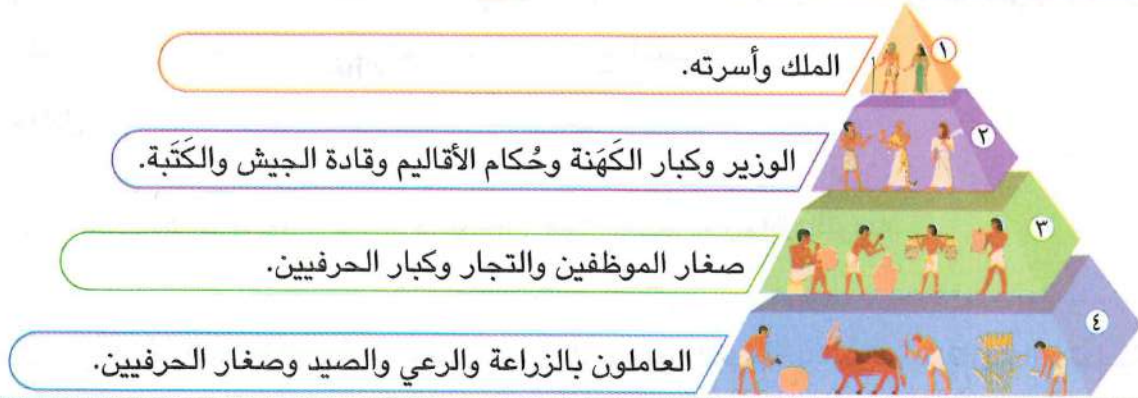 ١
الملك وأسرته.
٢
الوزير وكبار الكَهَنة وحُكام الأقاليم وقادة الجيش والكَتَبة.
٣
صغار الموظفين والتجار وكبار الحرفيين.
٤
العاملون بالزراعة والرعي والصيد وصغار الحرفيين.